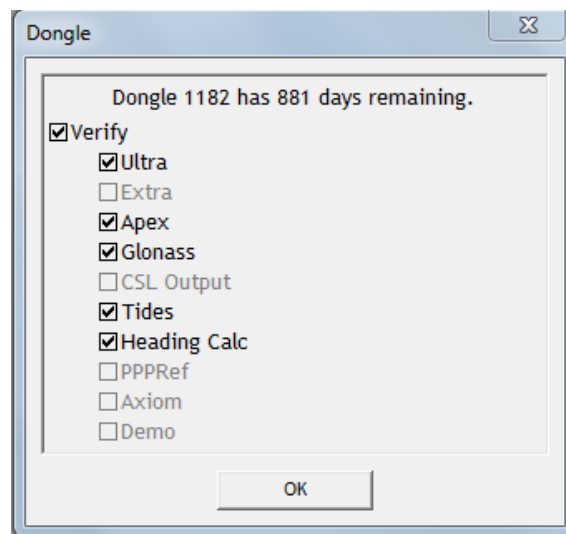 Dongle
Dongle 1182 has 881 days remaining.
Verify
Ultra
Extra
Apex
Glonass
CSL Output
Tides
Heading Calc
PPPRef
Axiom
Demo
OK